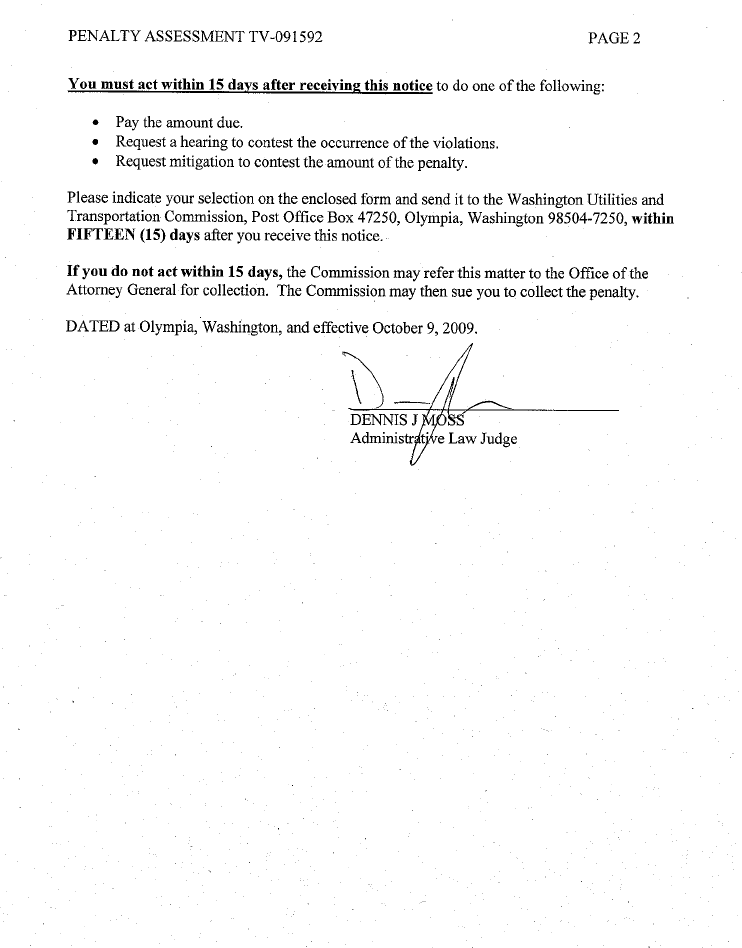 PENALTY ASSESSMENT TV-091592 PAGE 2
You must act within 15 days after receiving this notice to do one of the following:
• Pay the amount due.
• Request a hearing to contest the occurrence of the violations.
• Request mitigation to contest the amount of the penalty.
Please indicate your selection on the enclosed form and send it to the Washington Utilities and
Transportation Commission, Post Office Box 47250, Olympia, Washington 98504-7250, within
FIFTEEN (15) days after you receive this notice.
If you do not act within 15 days, the Commission may refer this matter to the Office of the
Attorney General for collection. The Commission may then sue you to collect the penalty.
DATED at Olympia, Washington, and effective October 9, 2009.
DENNIS J MOSS
Administrative Law Judge